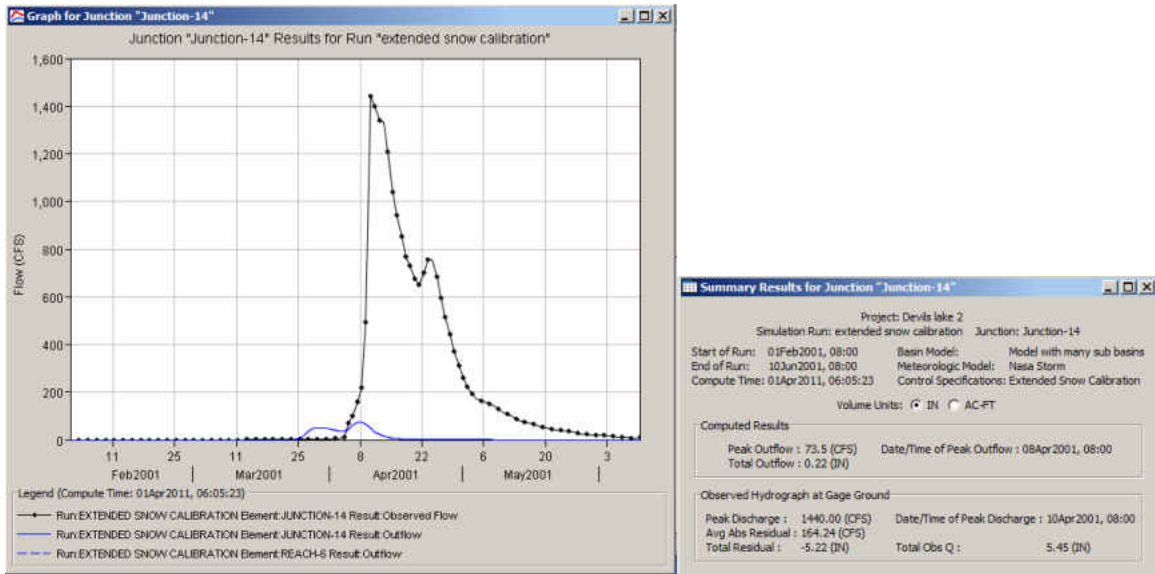 Graph for Junction "Junction-14"
Junction "Junction-14" Results for Run "extended snow calibration"
1,600
1,400
1,200
1,000
800
600
400
200
0
Flow (CFS)
11 25 11 25 8 22 6 20 3
Feb2001 Mar2001 Apr2001 May2001
Legend (Compute Time: 01Apr2011, 06:05:23)
Run:EXTENDED SNOW CALIBRATION Element:JUNCTION-14 Result:Observed Flow
Run:EXTENDED SNOW CALIBRATION Element:JUNCTION-14 Result:Outflow
Run:EXTENDED SNOW CALIBRATION Element:REACH-6 Result:Outflow
Summary Results for Junction "Junction-14"
Project: Devils lake 2
Simulation Run: extended snow calibration Junction: Junction-14
Start of Run: 01Feb2001, 08:00 Basin Model: Model with many sub basins
End of Run: 10Jun2001, 08:00 Meteorologic Model: Nasa Storm
Compute Time: 01Apr2011, 06:05:23 Control Specifications: Extended Snow Calibration
Volume Units: IN AC-FT
Computed Results
Peak Outflow : 73.5 (CFS) Date/Time of Peak Outflow : 08Apr2001, 08:00
Total Outflow : 0.22 (IN)
Observed Hydrograph at Gage Ground
Peak Discharge : 1440.00 (CFS) Date/Time of Peak Discharge : 10Apr2001, 08:00
Avg Abs Residual : 164.24 (CFS)
Total Residual : -5.22 (IN) Total Obs Q : 5.45 (IN)